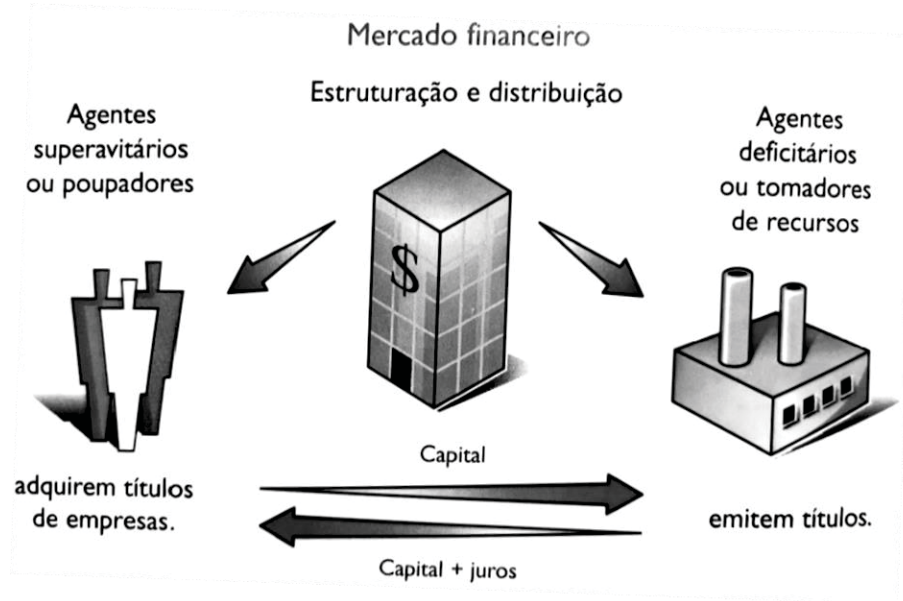 Mercado financeiro
Estruturação e distribuição
Agentes
superavitários
ou poupadores
Agentes
deficitários
ou tomadores
de recursos
$
Capital
adquirem títulos
de empresas.
emitem títulos.
Capital + juros